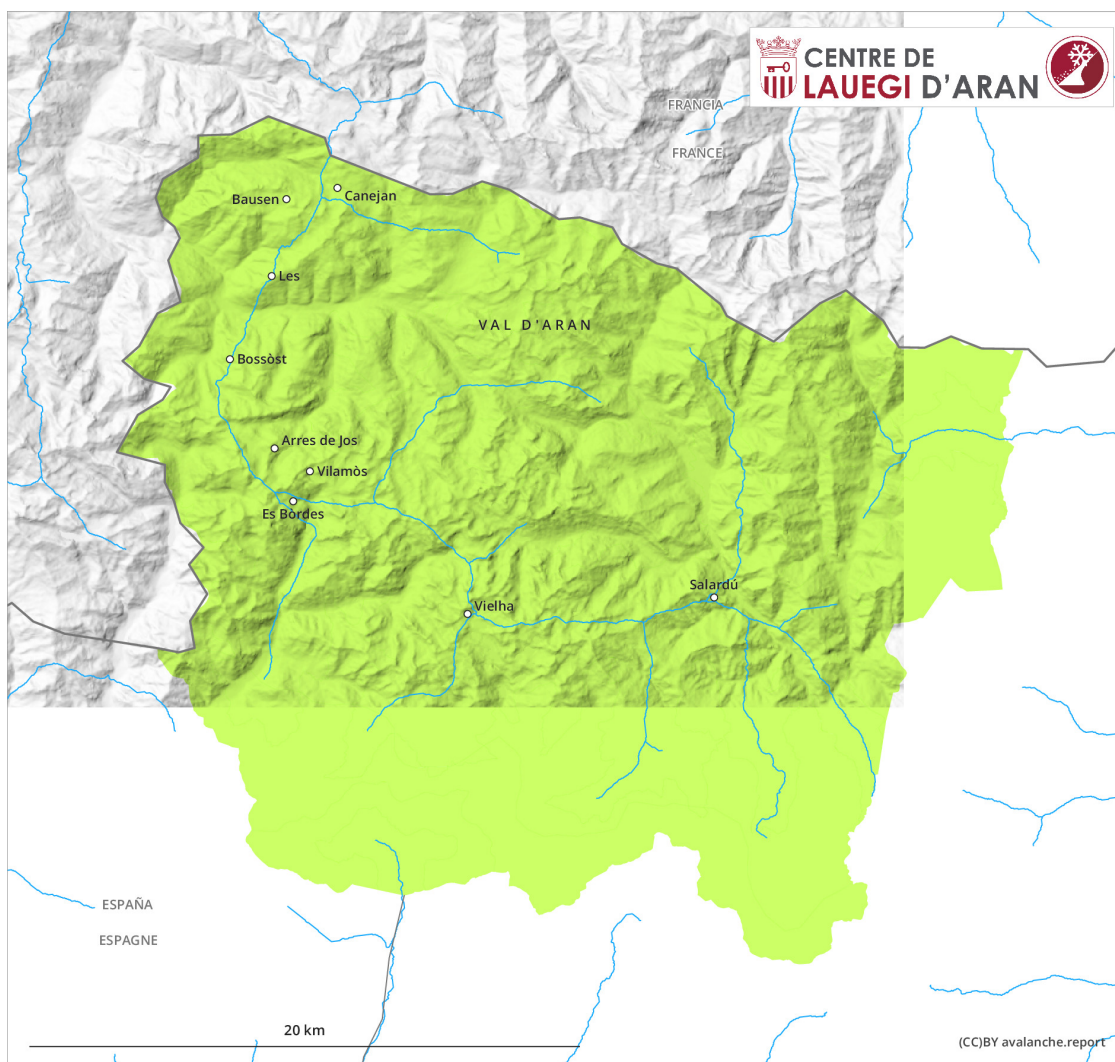 CENTRE DE
LAUEGI D'ARAN
FRANCIA
FRANCE
Bausen
Canejan
Les
VAL D'ARAN
Bossòst
Arres de Jos
Vilamòs
Es Bòrdes
Salardú
Vielha
ESPAÑA
ESPAGNE
20 km
(CC)BY avalanche.report